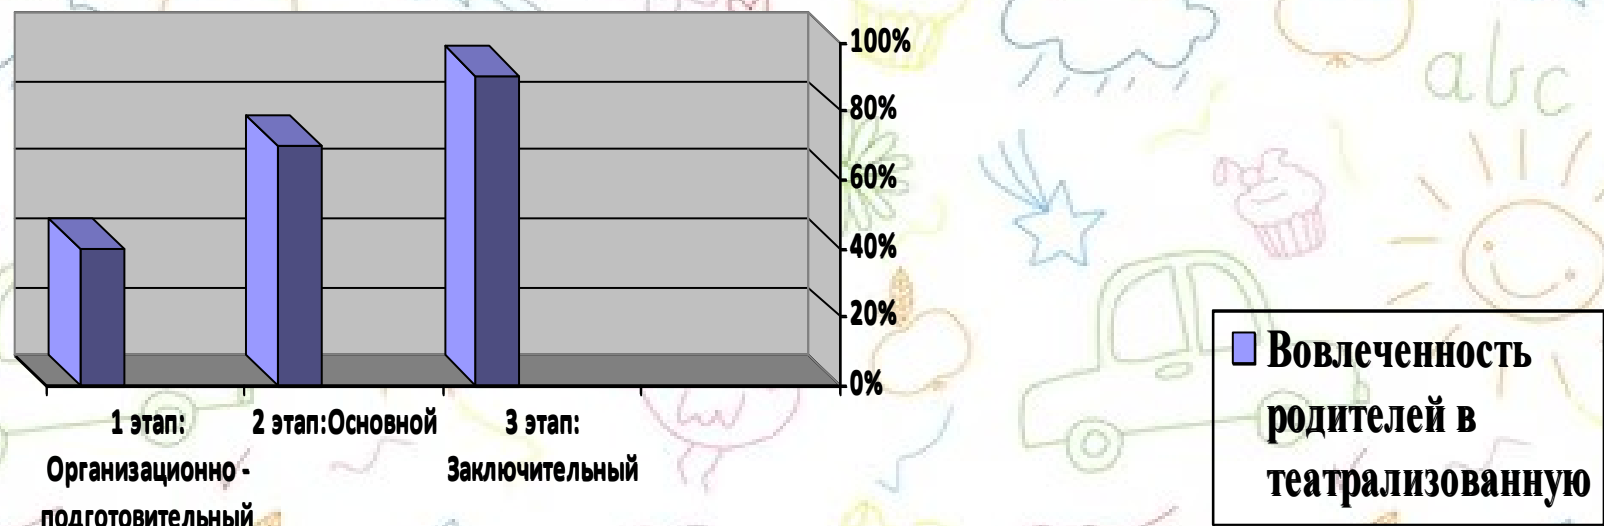 100%
80%
60%
40%
20%
0%
1 этап:
Организационно -
подготовительный
2 этап:Основной
3 этап:
Заключительный
Вовлеченность
родителей в
театрализованную
abc